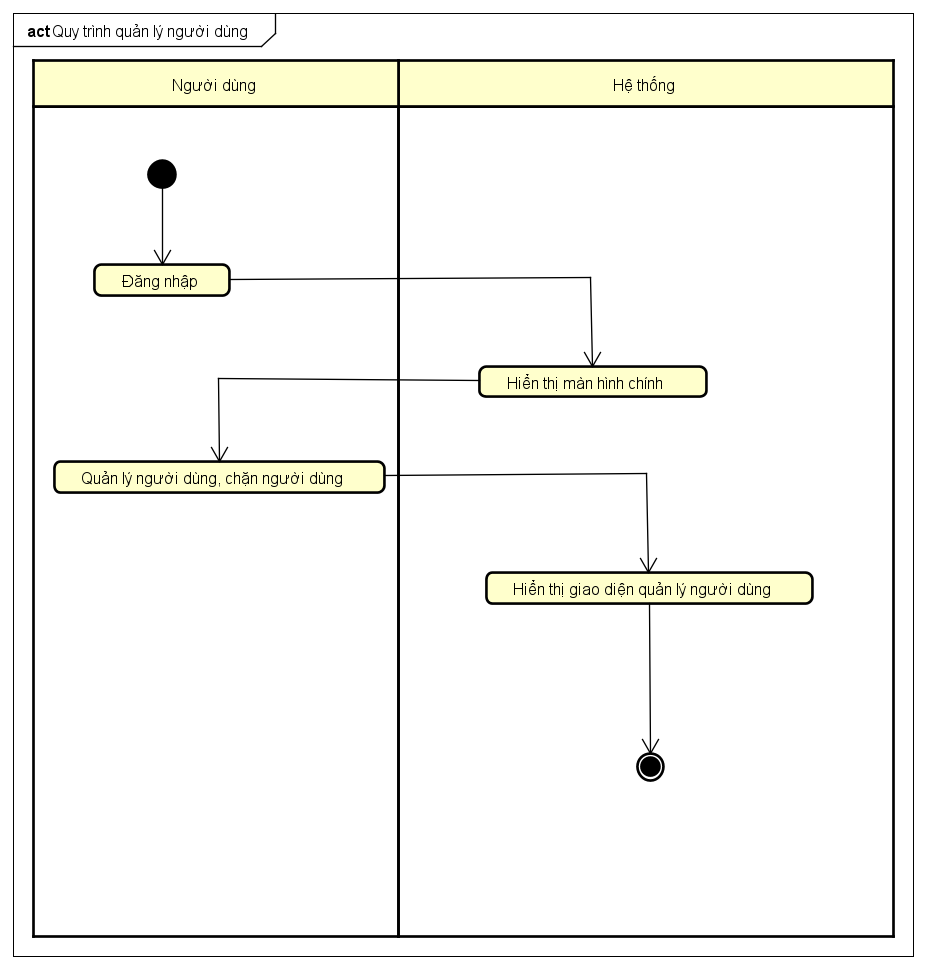 act Quy trình quản lý người dùng
Người dùng
Hệ thống
Đăng nhập
Hiển thị màn hình chính
Quản lý người dùng, chặn người dùng
Hiển thị giao diện quản lý người dùng